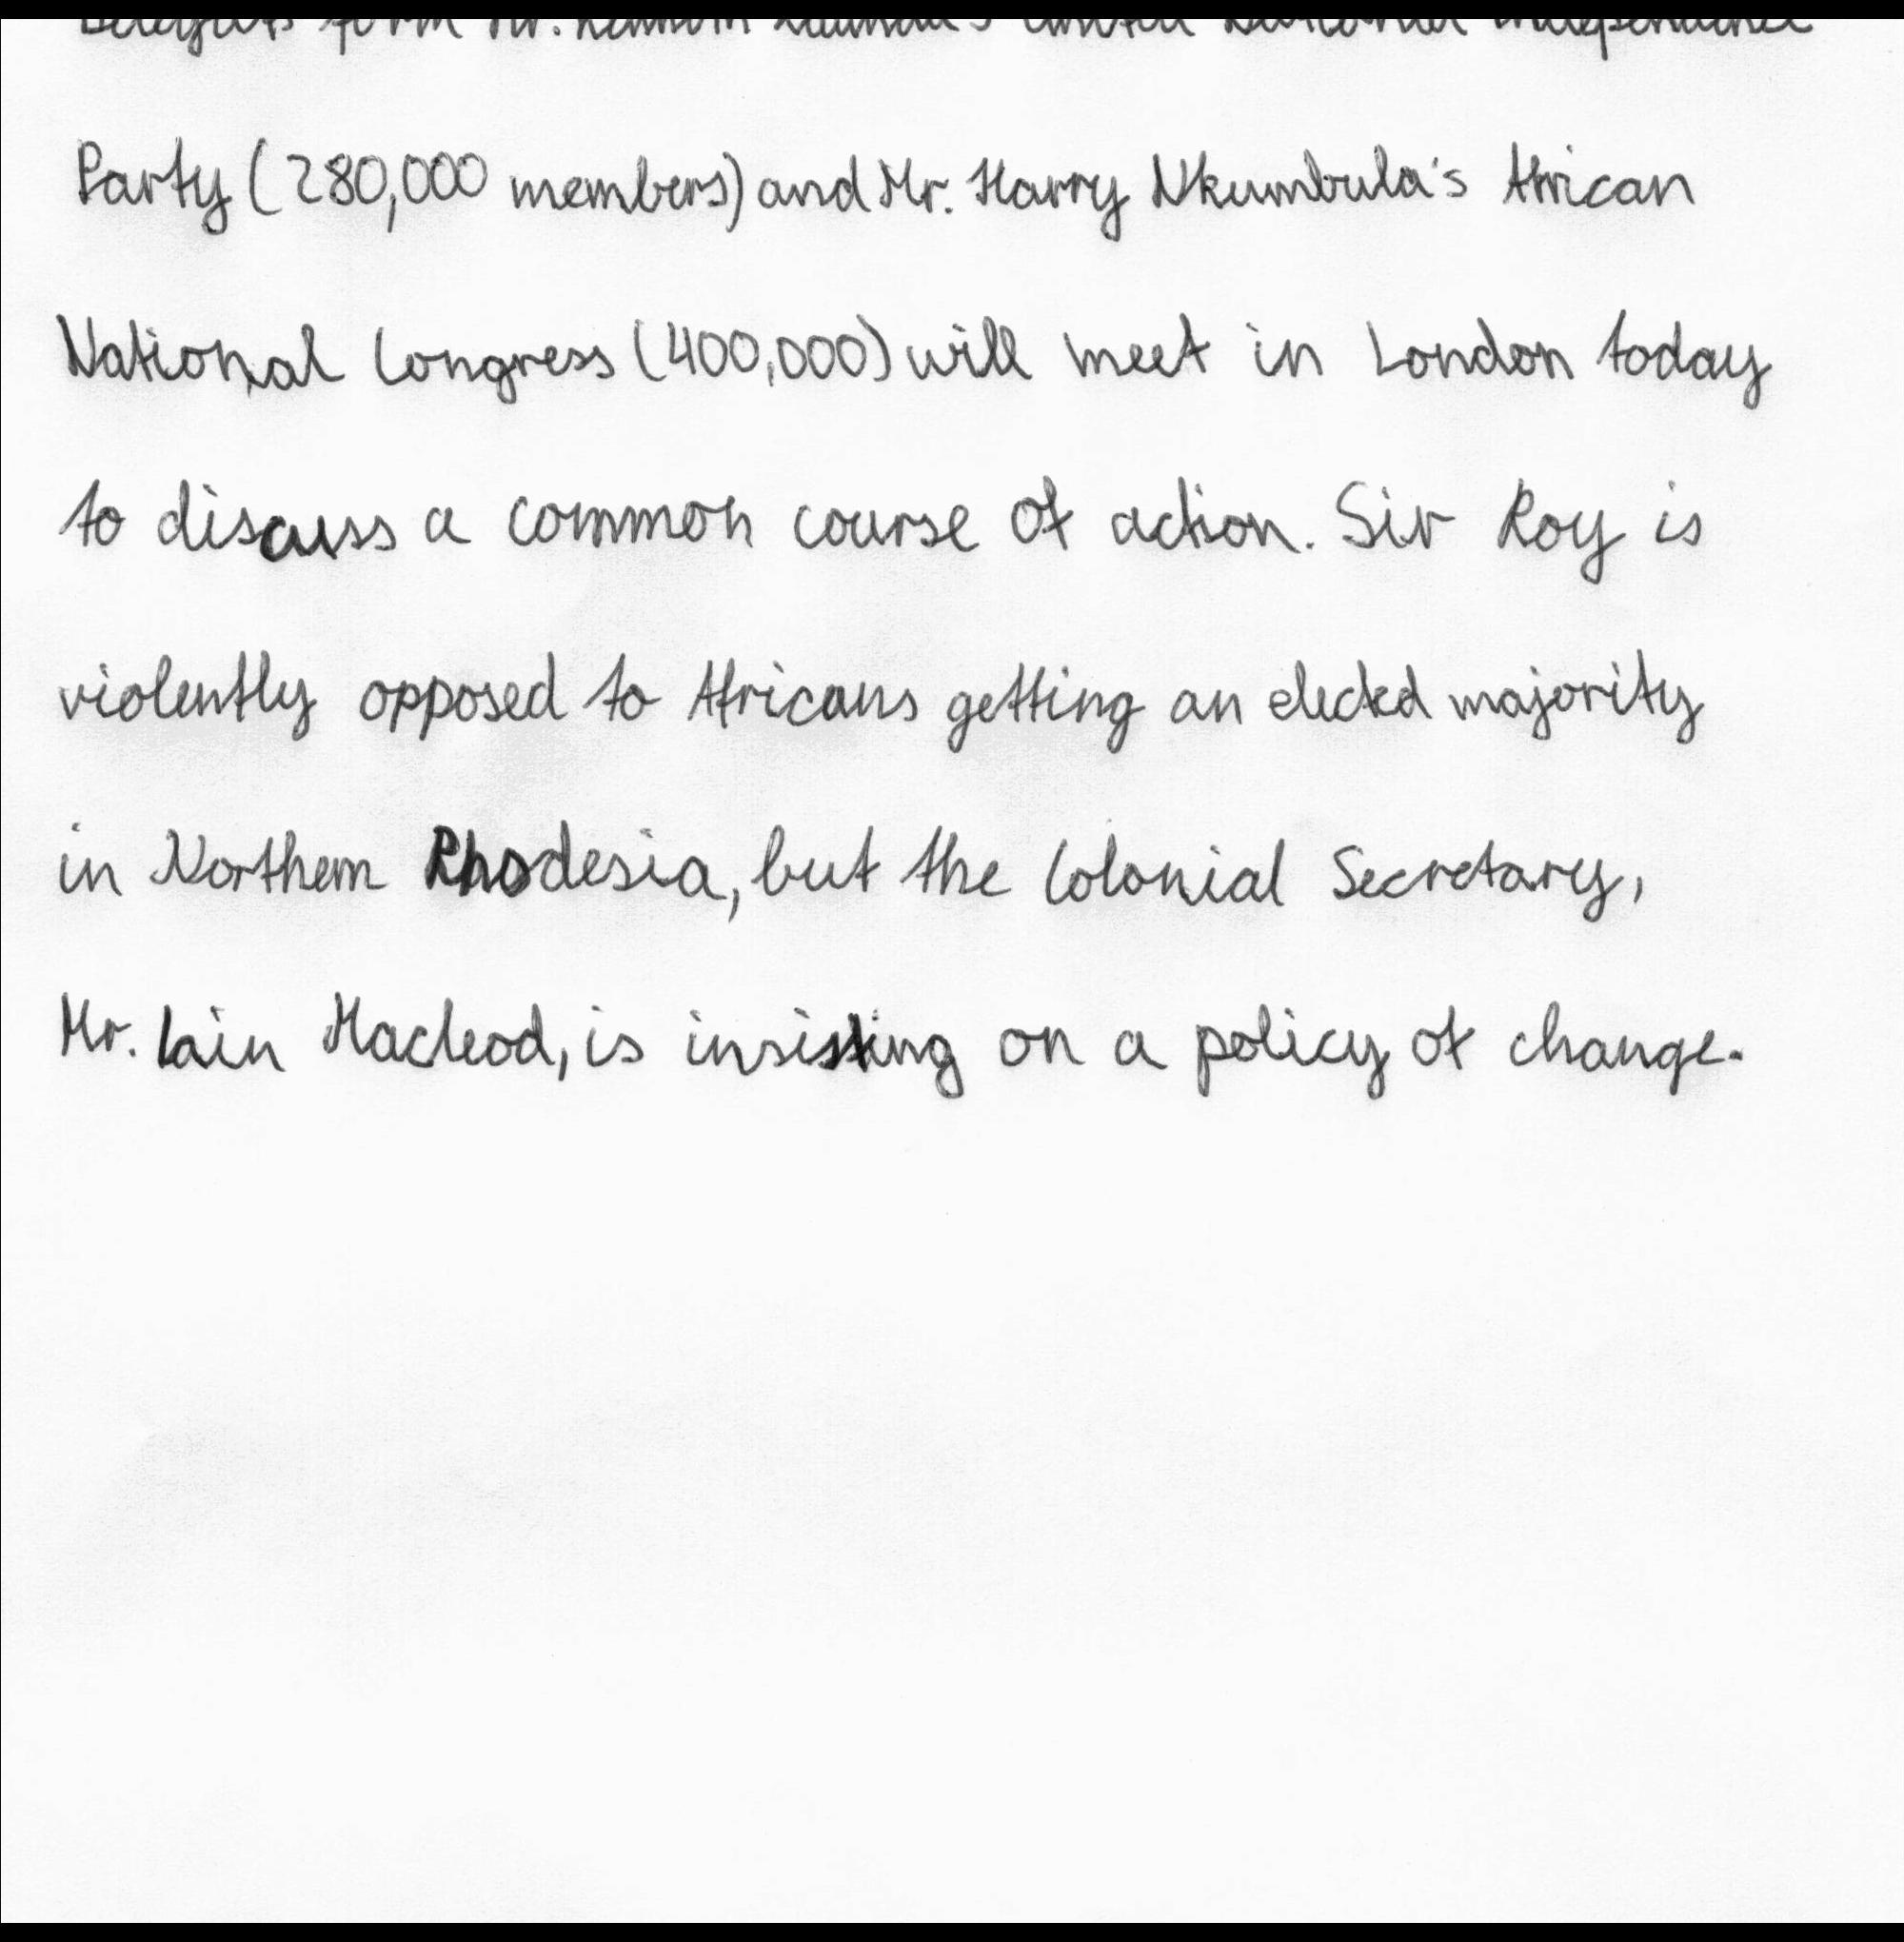 Party (280,000 members) and Mr. Harry Nkumbula's African
National Congress (400,000) will meet in London today
to discuss a common course of action. Sir Roy is
violently opposed to Africans getting an elected majority
in Northern Rhodesia, but the Colonial Secretary,
Mr. Iain Macleod, is insisting on a policy of change.